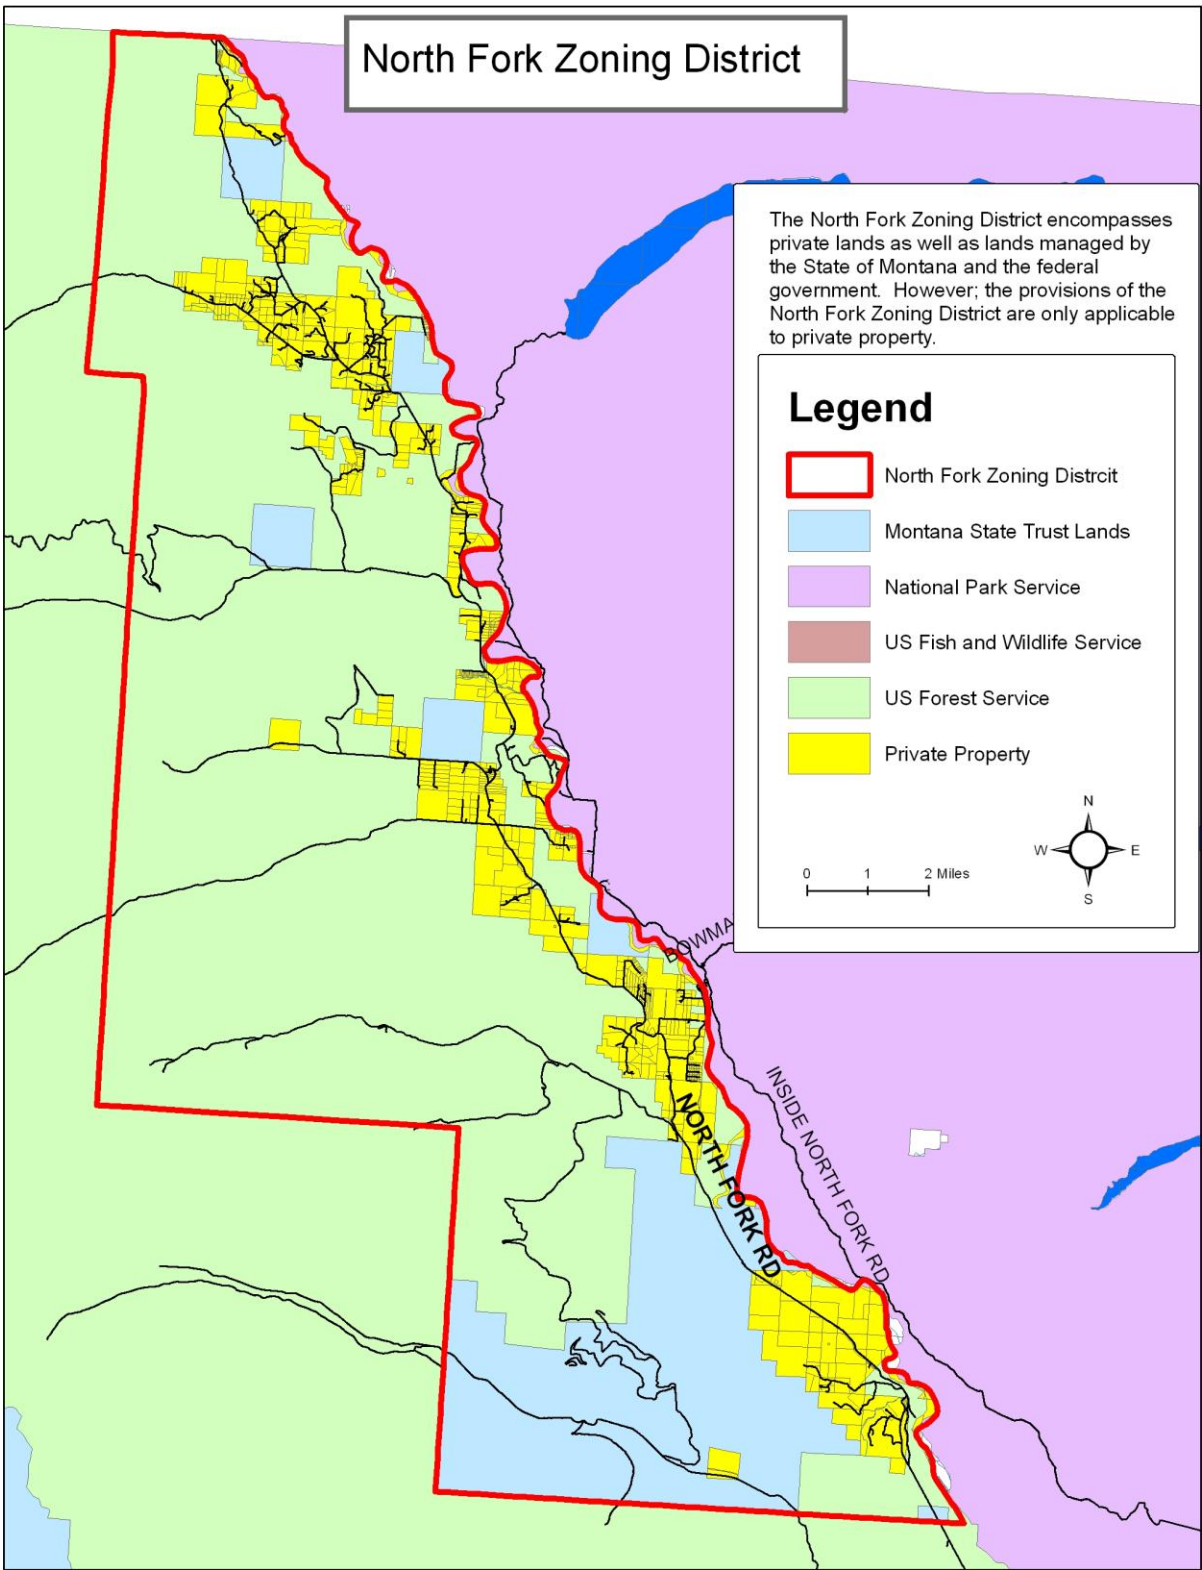 North Fork Zoning District
The North Fork Zoning District encompasses
private lands as well as lands managed by
the State of Montana and the federal
government. However; the provisions of the
North Fork Zoning District are only applicable
to private property.
Legend
North Fork Zoning Distrcit
Montana State Trust Lands
National Park Service
US Fish and Wildlife Service
US Forest Service
Private Property
N
W E
S
0 1 2 Miles
BOWMA
INSIDE NORTH FORK RD
NORTH FORK RD